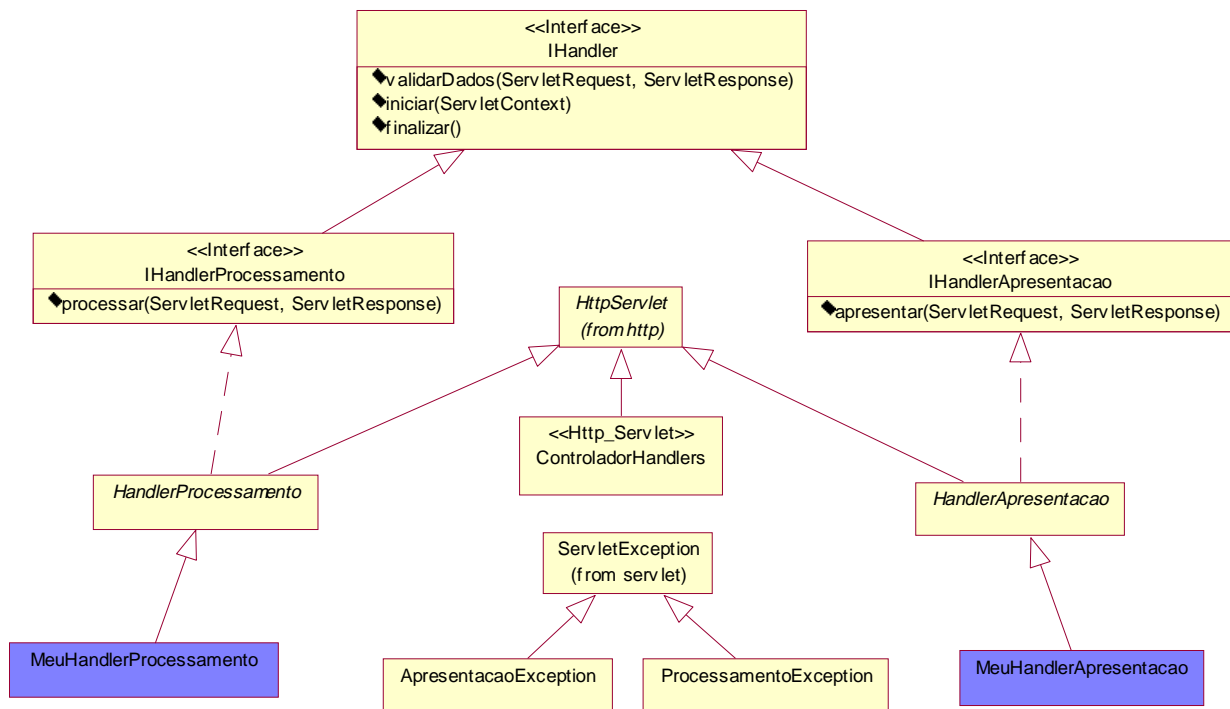 <<Interface>>
IHandler
validarDados(ServletRequest, ServletResponse)
iniciar(ServletContext)
finalizar()
<<Interface>>
IHandlerProcessamento
processar(ServletRequest, ServletResponse)
<<Interface>>
IHandlerApresentacao
apresentar(ServletRequest, ServletResponse)
HttpServlet
(from http)
<<Http_Servlet>>
ControladorHandlers
HandlerProcessamento
HandlerApresentacao
ServletException
(from servlet)
MeuHandlerProcessamento
ApresentacaoException
ProcessamentoException
MeuHandlerApresentacao